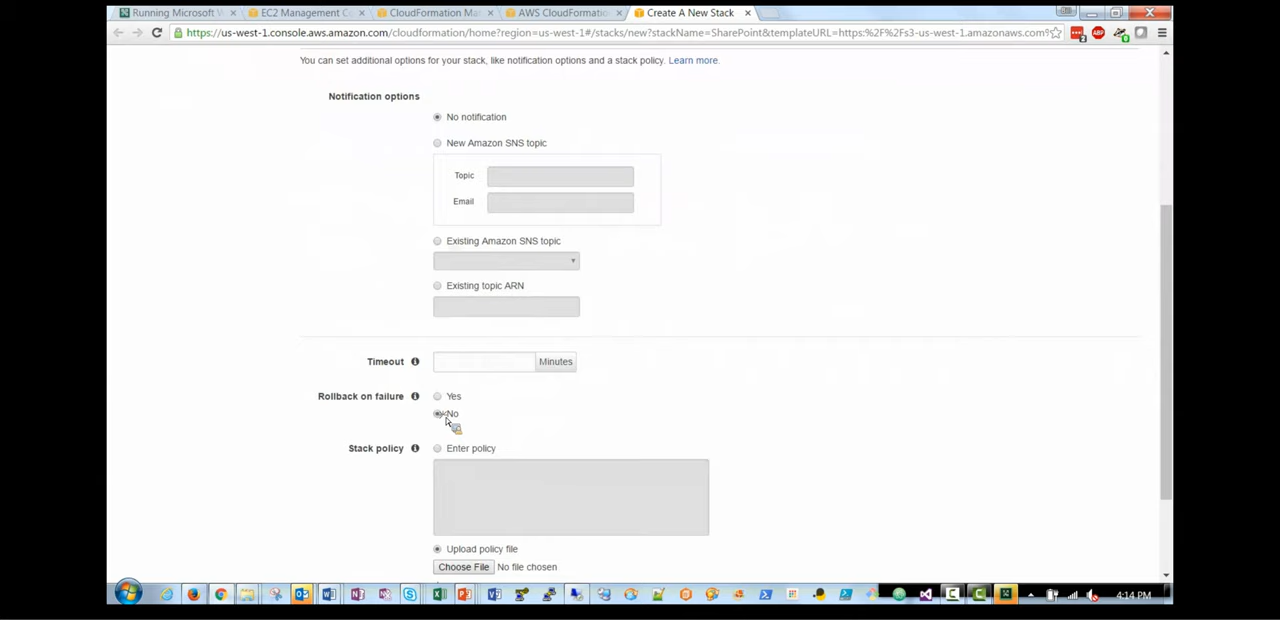 Running Microsoft W
EC2 Management C
CloudFormation Ma
AWS CloudFormation
Create A New Stack
https://us-west-1.console.aws.amazon.com/cloudformation/home?region=us-west-1#/stacks/new?stackName=SharePoint&templateURL=https:%2F%2Fs3-us-west-1.amazonaws.com%
You can set additional options for your stack, like notification options and a stack policy. Learn more.
Notification options
No notification
New Amazon SNS topic
Topic
Email
Existing Amazon SNS topic
Existing topic ARN
Timeout
Minutes
Rollback on failure
Yes
No
Stack policy
Enter policy
Upload policy file
Choose File No file chosen
4:14 PM